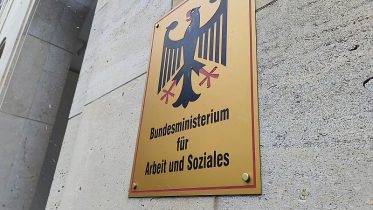 Bundesministerium
für
Arbeit und Soziales